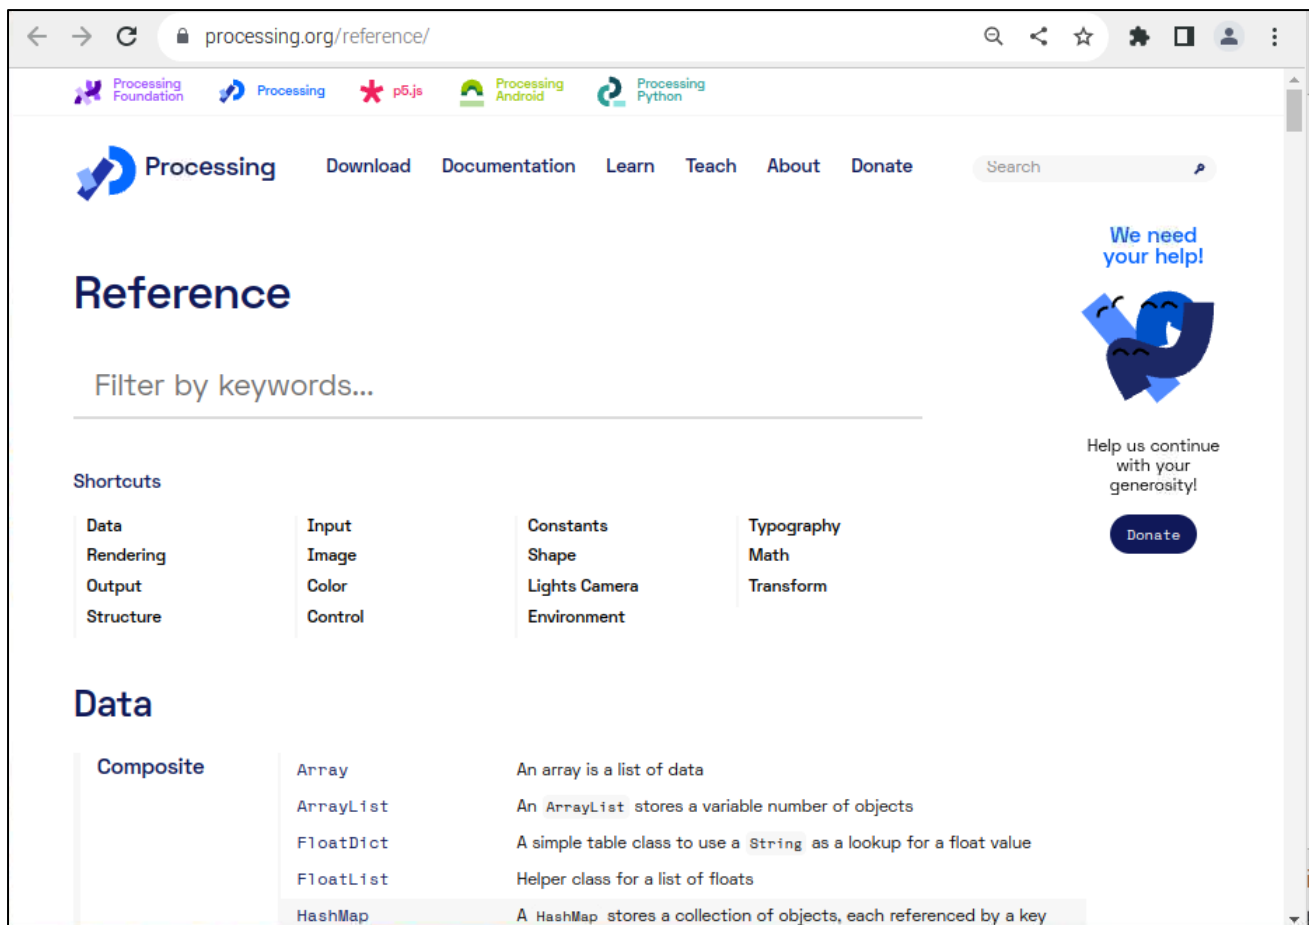 processing.org/reference/
Processing Foundation
Processing
p5.js
Processing Android
Processing Python
Processing
Download
Documentation
Learn
Teach
About
Donate
Search
We need
your help!
Reference
Filter by keywords...
Help us continue
with your
generosity!
Donate
Shortcuts
Data
Rendering
Output
Structure
Input
Image
Color
Control
Constants
Shape
Lights Camera
Environment
Typography
Math
Transform
Data
Composite
Array An array is a list of data
ArrayList An ArrayList stores a variable number of objects
FloatDict A simple table class to use a String as a lookup for a float value
FloatList Helper class for a list of floats
HashMap A HashMap stores a collection of objects, each referenced by a key